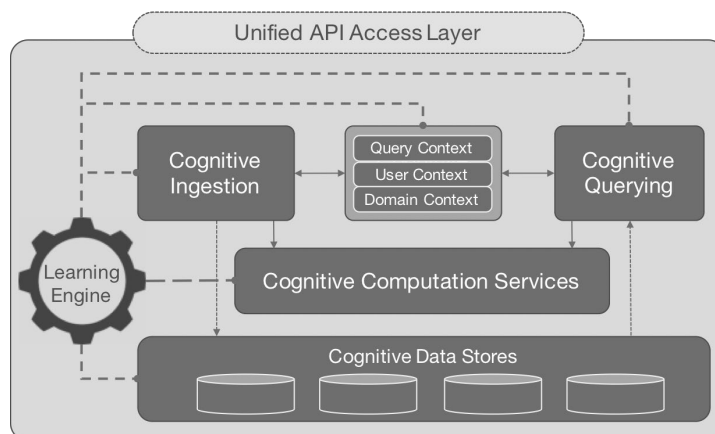 Unified API Access Layer
Cognitive
Ingestion
Query Context
User Context
Domain Context
Cognitive
Querying
Learning
Engine
Cognitive Computation Services
Cognitive Data Stores